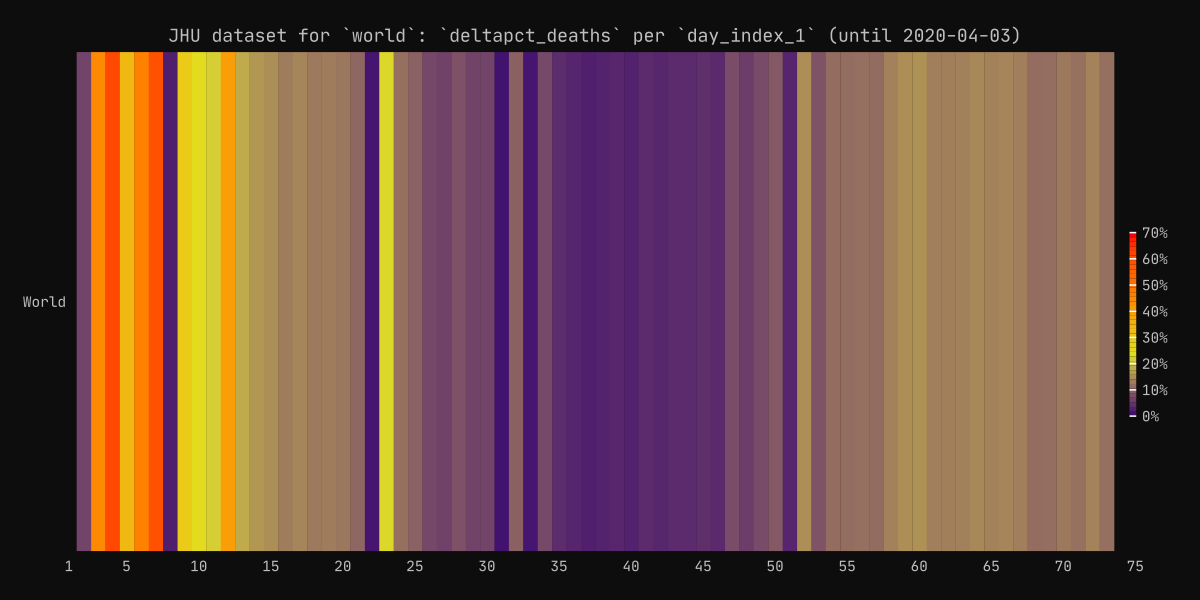 JHU dataset for `world`: `deltapct_deaths` per `day_index_1` (until 2020-04-03)
70%
60%
50%
40%
World
30%
20%
10%
0%
1 5 10 15 20 25 30 35 40 45 50 55 60 65 70 75